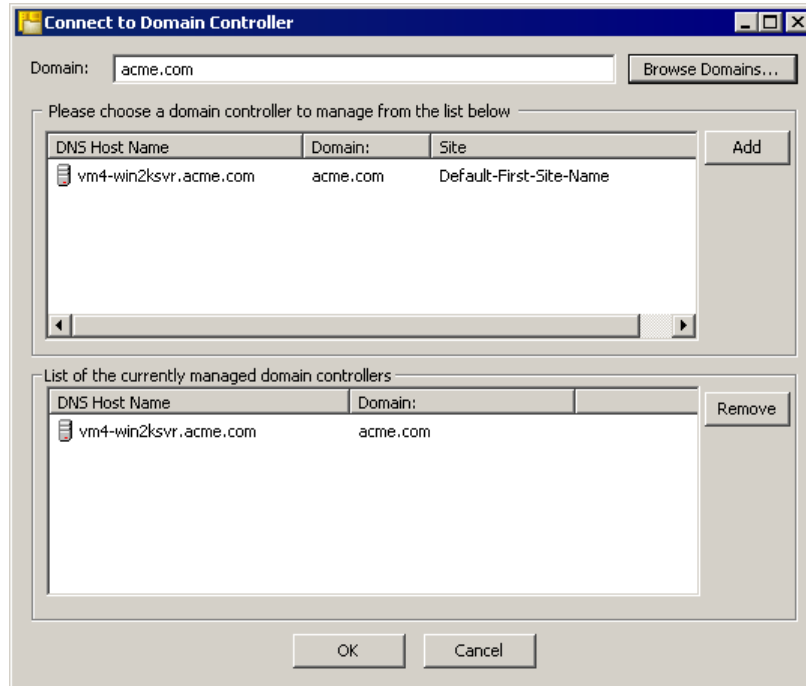 Connect to Domain Controller
Domain: acme.com Browse Domains...
Please choose a domain controller to manage from the list below
DNS Host Name Domain: Site Add
vm4-win2ksvr.acme.com acme.com Default-First-Site-Name
List of the currently managed domain controllers
DNS Host Name Domain: Remove
vm4-win2ksvr.acme.com acme.com
OK Cancel